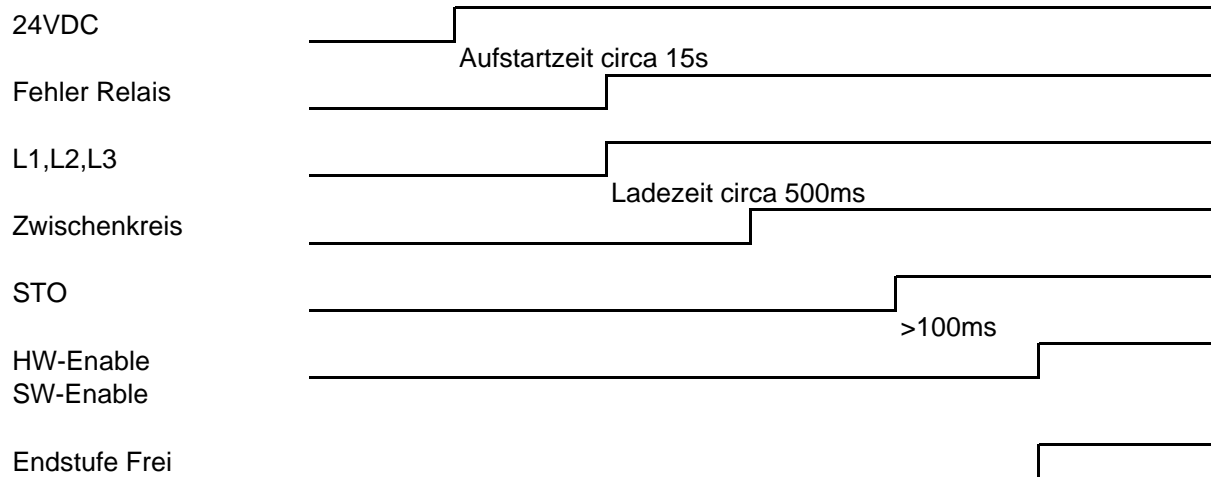 24VDC
Aufstartzeit circa 15s
Fehler Relais
L1,L2,L3
Ladezeit circa 500ms
Zwischenkreis
STO
>100ms
HW-Enable
SW-Enable
Endstufe Frei